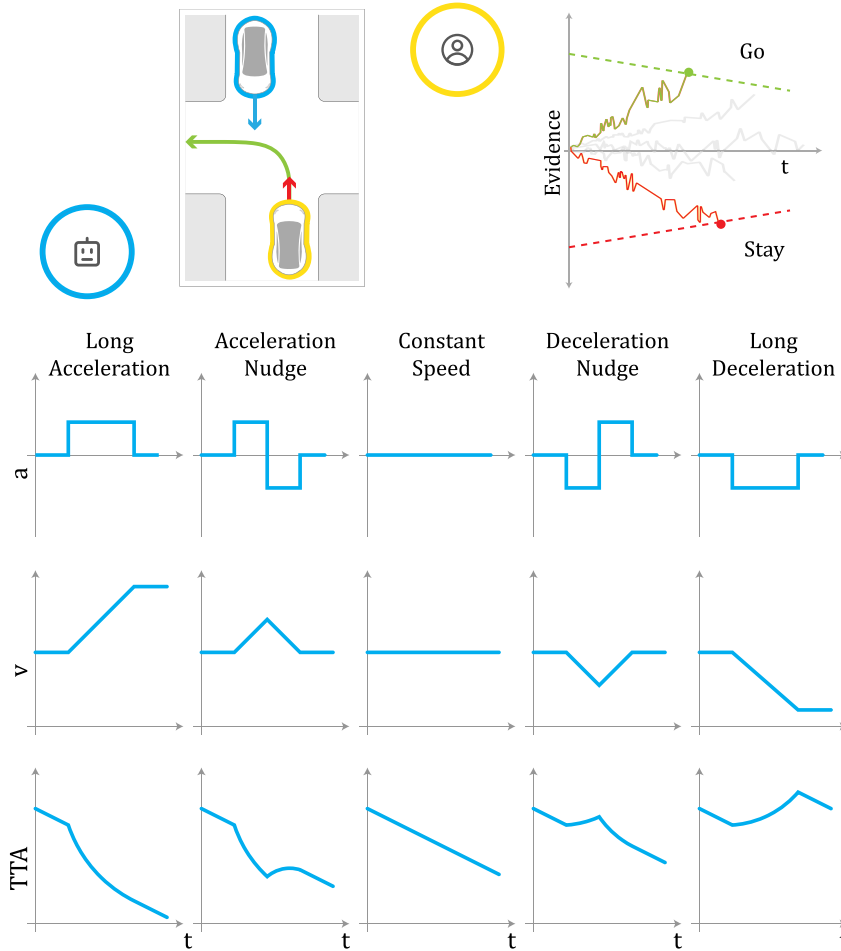 Go
Evidence
t
Stay
Long
Acceleration
Acceleration
Nudge
Constant
Speed
Deceleration
Nudge
Long
Deceleration
a
v
TTA
t
t
t
t
t